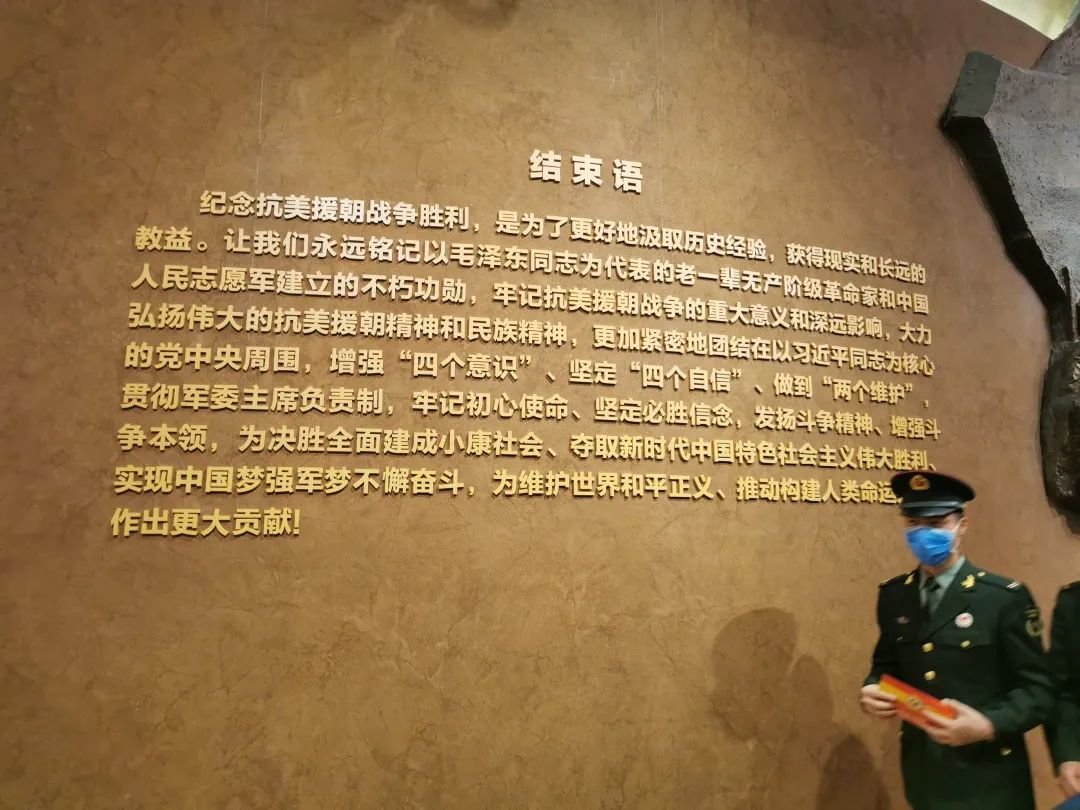 结束语
纪念抗美援朝战争胜利，是为了更好地汲取历史经验，获得现实和长远的
教益。让我们永远铭记以毛泽东同志为代表的老一辈无产阶级革命家和中国
人民志愿军建立的不朽功勋，牢记抗美援朝战争的重大意义和深远影响，大力
弘扬伟大的抗美援朝精神和民族精神，更加紧密地团结在以习近平同志为核心
的党中央周围，增强“四个意识”、坚定“四个自信”、做到“两个维护”，
贯彻军委主席负责制，牢记初心使命、坚定必胜信念，发扬斗争精神、增强斗
争本领，为决胜全面建成小康社会、夺取新时代中国特色社会主义伟大胜利、
实现中国梦强军梦不懈奋斗，为维护世界和平正义、推动构建人类命运
作出更大贡献！